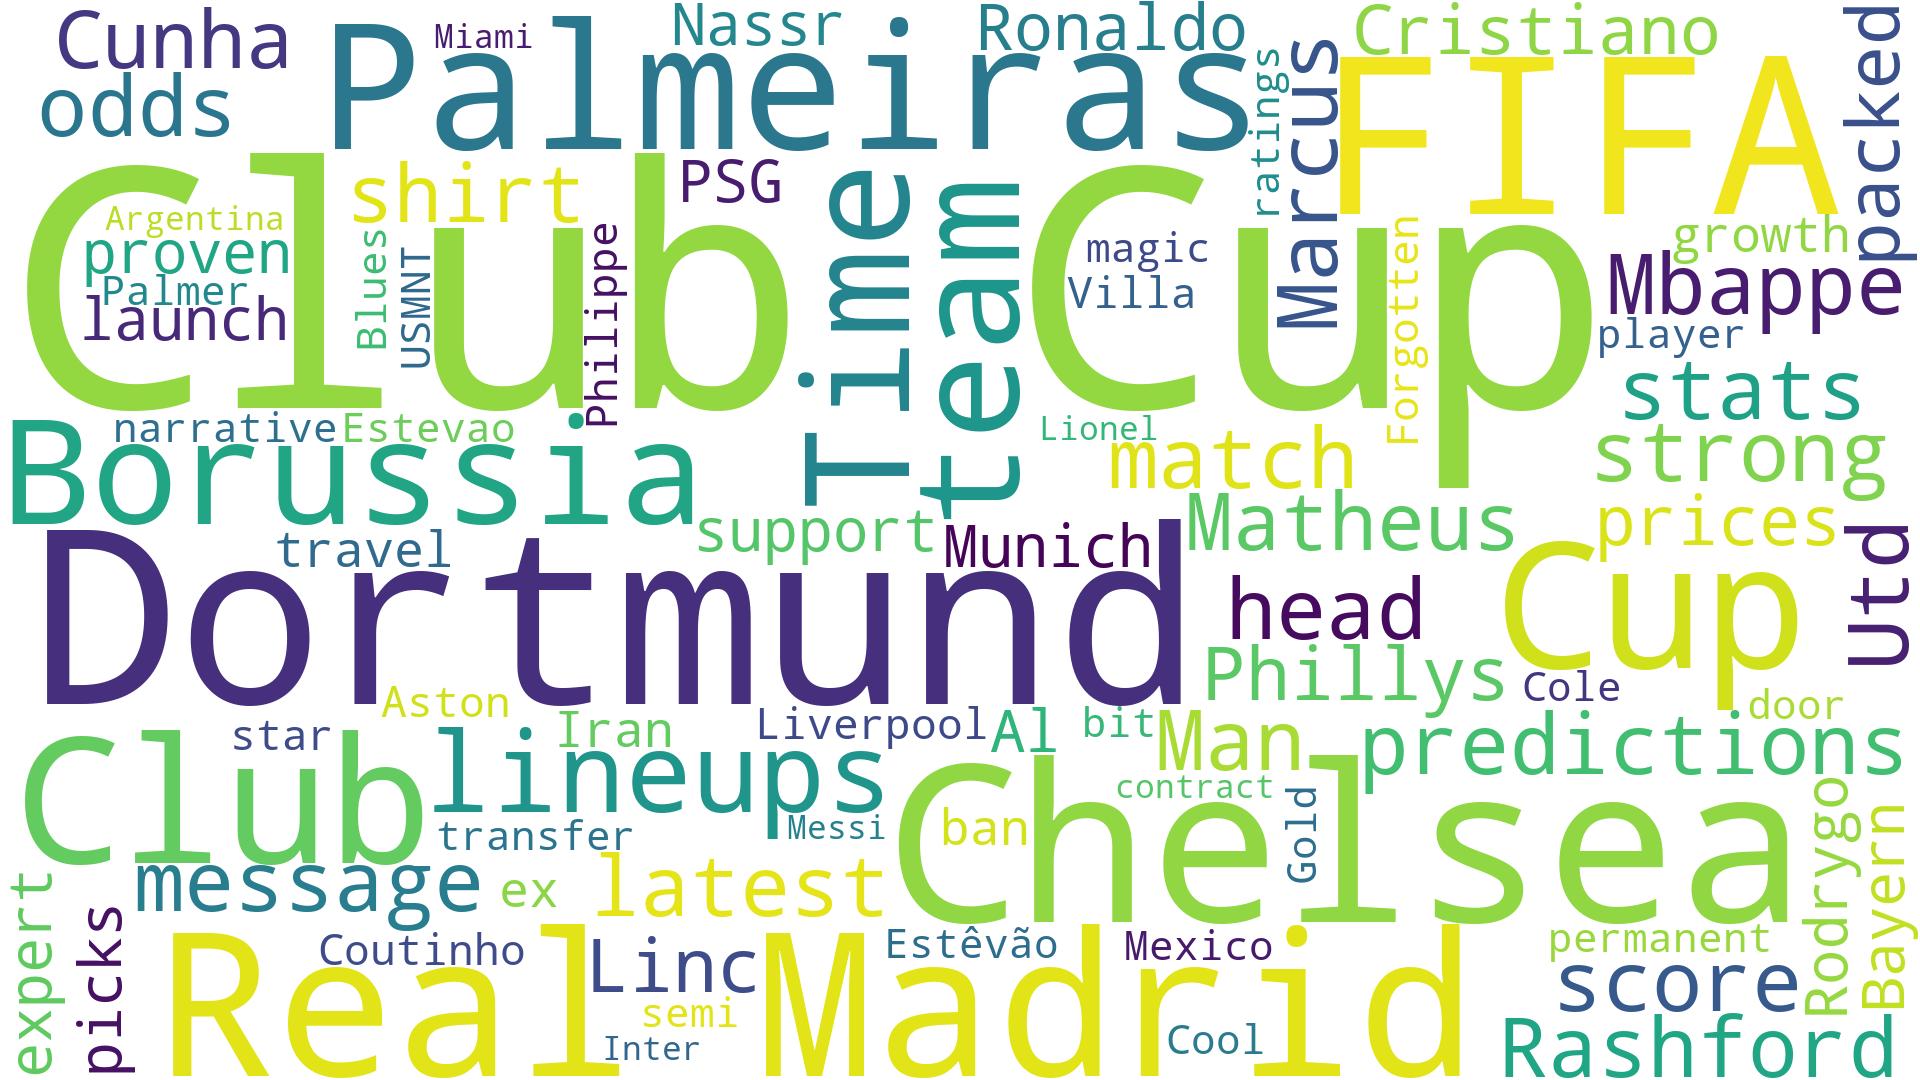 Cunha
Palmeiras
Miami
Nassr
Ronaldo
Cristiano
packed
odds
ratings
Marcus
FIFA
Club Cup
shirt
PSG
Time
team
Argentina
proven
Palmer
launch
Blues
USMNT
Philippe
magic
Villa
Forgotten
growth
Mbappe
player
stats
narrative
Estevao
Borussia
Lionel
match
strong
support
Matheus
prices
travel
Munich
Dortmund
head
Cup
Utd
Phillys
Cole
door
Aston
star
Iran
Liverpool
Al
bit
Man
predictions
Club
lineups
contract
Chelsea
transfer
Messi
ban
Gold
Rodrygo
Bayern
message
ex
latest
expert
picks
Real Madrid
Coutinho
Linc
Estêvão
Mexico
permanent
score
semi
Inter
Cool
Rashford